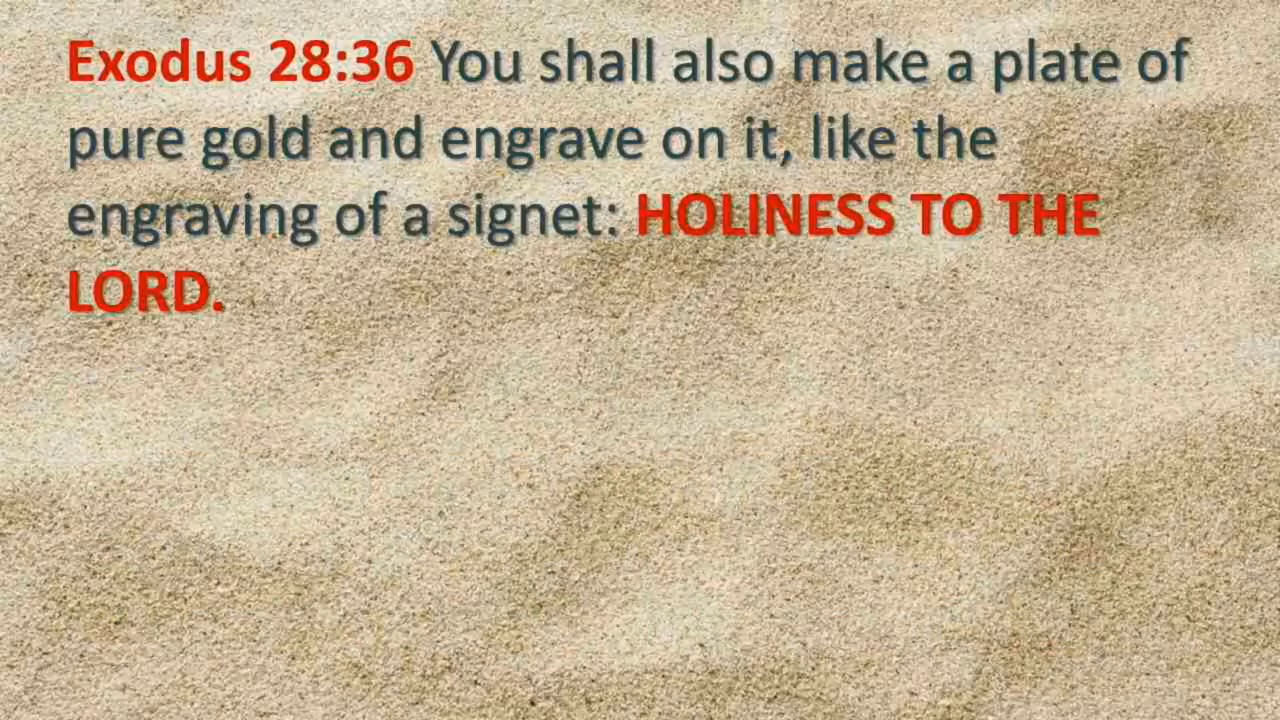 Exodus 28:36 You shall also make a plate of
pure gold and engrave on it, like the
engraving of a signet: HOLINESS TO THE
LORD.